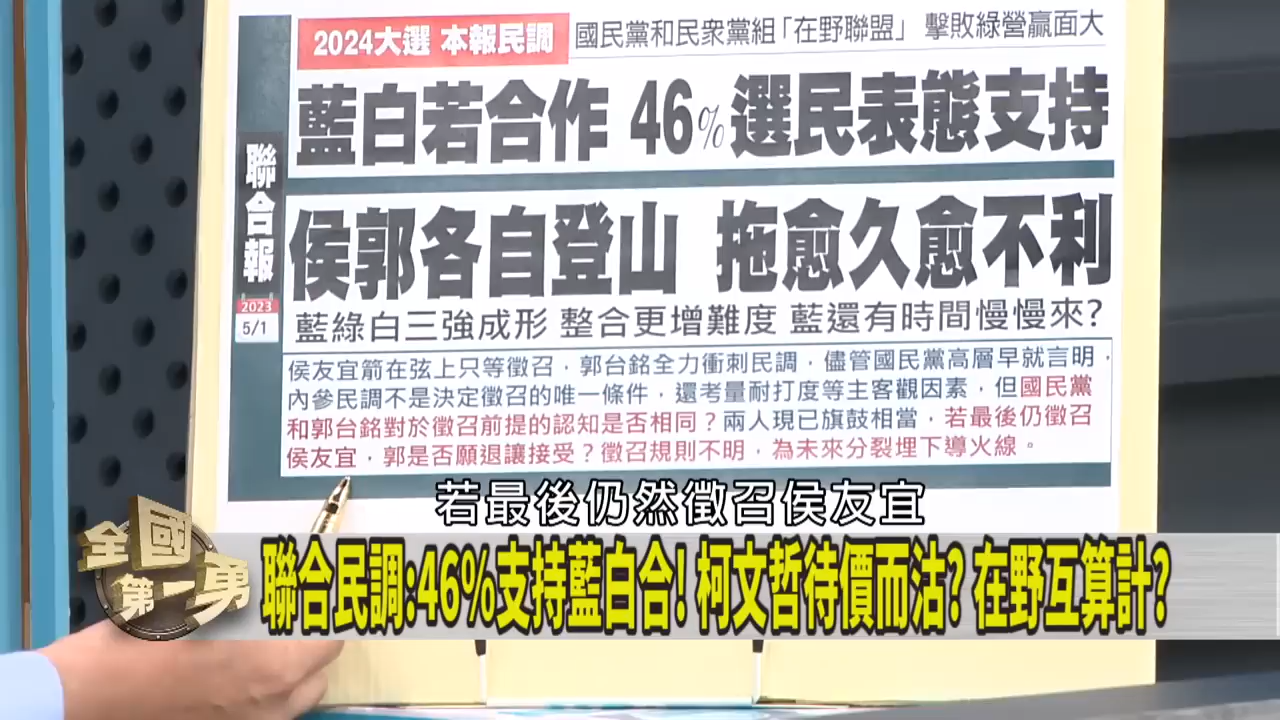 2024大選 本報民調
國民黨和民衆黨組「在野聯盟」 擊敗綠營贏面大
藍白若合作 46%選民表態支持
聯合報
2023
5/1
侯郭各自登山 拖愈久愈不利
藍綠白三強成形 整合更增難度 藍還有時間慢慢來?
侯友宜箭在弦上只等徵召，郭台銘全力衝刺民調，儘管國民黨高層早就言明，
內參民調不是決定徵召的唯一條件，還考量耐打度等主客觀因素，但國民黨
和郭台銘對於徵召前提的認知是否相同？兩人現已旗鼓相當，若最後仍徵召
侯友宜，郭是否願退讓接受？徵召規則不明，為未來分裂埋下導火線。
若最後仍然徵召侯友宜
全國第一勇
聯合民調:46%支持藍白合! 柯文哲待價而沽? 在野互算計?